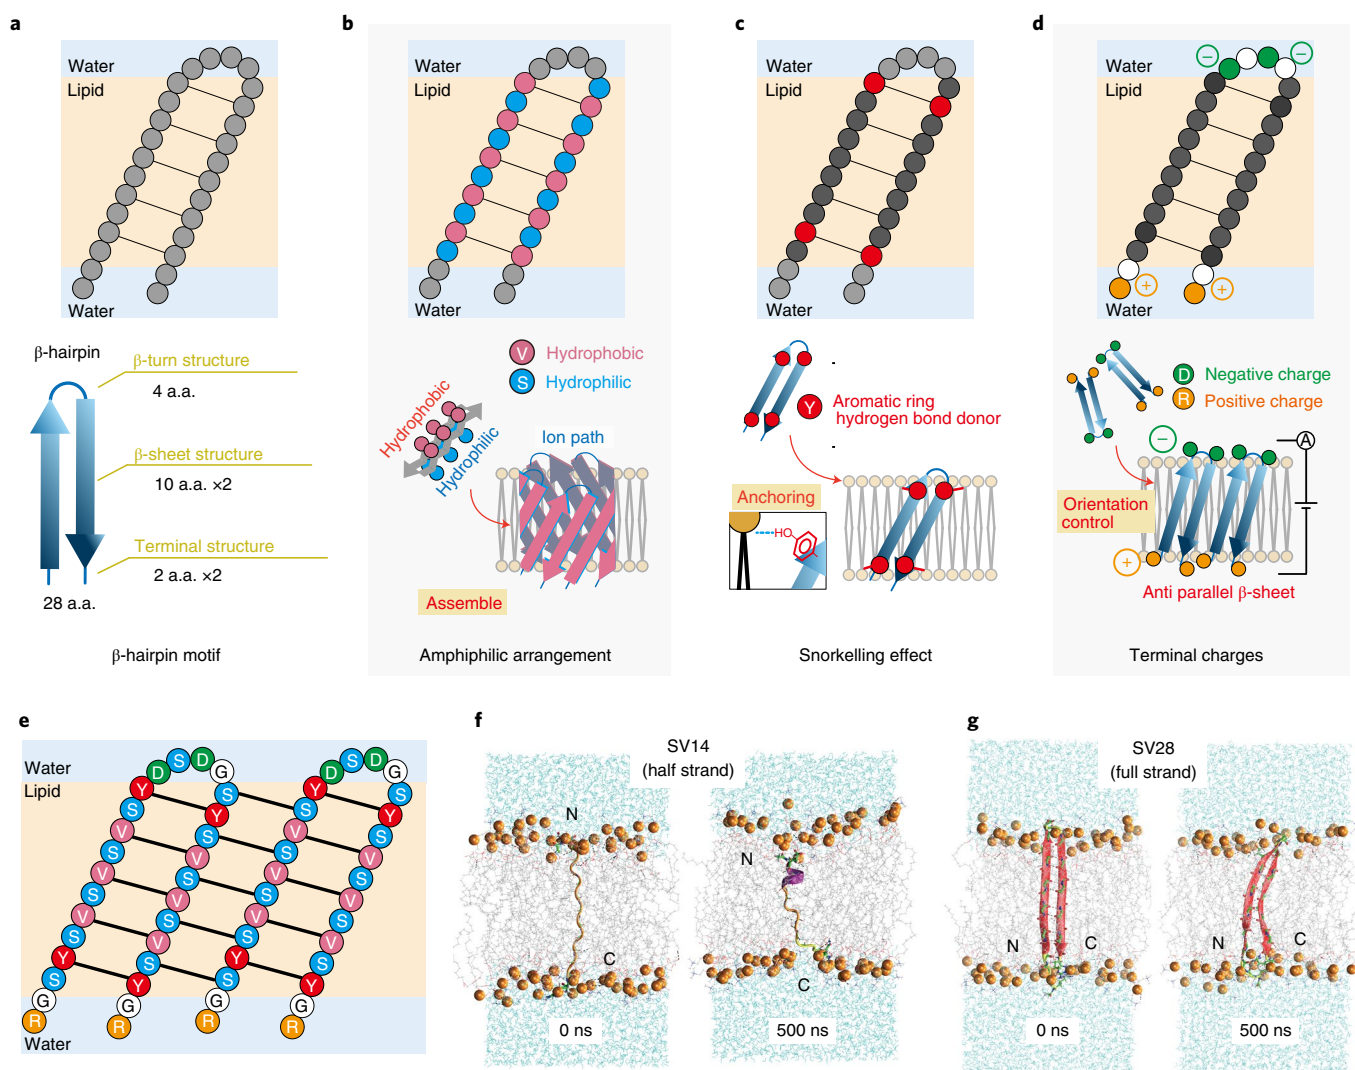 a
Water
Lipid
Water
β-hairpin
β-turn structure
4 a.a.
β-sheet structure
10 a.a. ×2
Terminal structure
2 a.a. ×2
28 a.a.
β-hairpin motif
b
Water
Lipid
Water
V Hydrophobic
S Hydrophilic
Hydrophobic
Hydrophilic
Ion path
Assemble
Amphiphilic arrangement
c
Water
Lipid
Water
Y Aromatic ring
hydrogen bond donor
Anchoring
HO
Snorkelling effect
d
Water
Lipid
Water
− −
+ +
D Negative charge
R Positive charge
−
A
Orientation
control
+
Anti parallel β-sheet
Terminal charges
e
Water
Lipid
Water
D S D G
D S D G
Y S Y S
S Y S Y
V S V S
S V S V
V S V S
S V S V
V S V S
S V S V
Y S Y S
S Y S Y
G G G G
R R R R
f
SV14
(half strand)
N
C
0 ns
N
C
500 ns
g
SV28
(full strand)
N
C
0 ns
N
C
500 ns